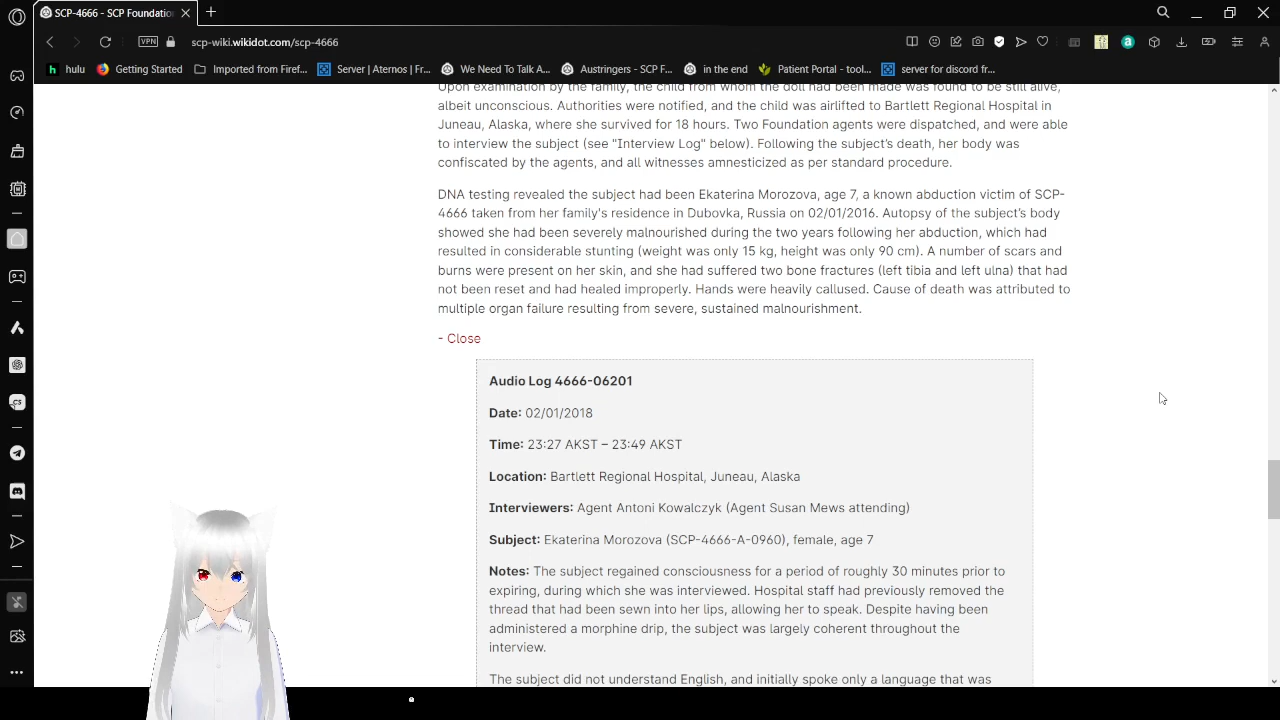 SCP-4666 - SCP Foundation
VPN
scp-wiki.wikidot.com/scp-4666
hulu
Getting Started
Imported from Firef...
Server | Aternos | Fr...
We Need To Talk A...
Austringers - SCP F...
in the end
Patient Portal - tool...
server for discord fr...
Upon examination by the family, the child from whom the doll had been made was found to be still alive,
albeit unconscious. Authorities were notified, and the child was airlifted to Bartlett Regional Hospital in
Juneau, Alaska, where she survived for 18 hours. Two Foundation agents were dispatched, and were able
to interview the subject (see "Interview Log" below). Following the subject's death, her body was
confiscated by the agents, and all witnesses amnesticized as per standard procedure.
DNA testing revealed the subject had been Ekaterina Morozova, age 7, a known abduction victim of SCP-
4666 taken from her family's residence in Dubovka, Russia on 02/01/2016. Autopsy of the subject's body
showed she had been severely malnourished during the two years following her abduction, which had
resulted in considerable stunting (weight was only 15 kg, height was only 90 cm). A number of scars and
burns were present on her skin, and she had suffered two bone fractures (left tibia and left ulna) that had
not been reset and had healed improperly. Hands were heavily callused. Cause of death was attributed to
multiple organ failure resulting from severe, sustained malnourishment.
- Close
Audio Log 4666-06201
Date: 02/01/2018
Time: 23:27 AKST – 23:49 AKST
Location: Bartlett Regional Hospital, Juneau, Alaska
Interviewers: Agent Antoni Kowalczyk (Agent Susan Mews attending)
Subject: Ekaterina Morozova (SCP-4666-A-0960), female, age 7
Notes: The subject regained consciousness for a period of roughly 30 minutes prior to
expiring, during which she was interviewed. Hospital staff had previously removed the
thread that had been sewn into her lips, allowing her to speak. Despite having been
administered a morphine drip, the subject was largely coherent throughout the
interview.
The subject did not understand English, and initially spoke only a language that was